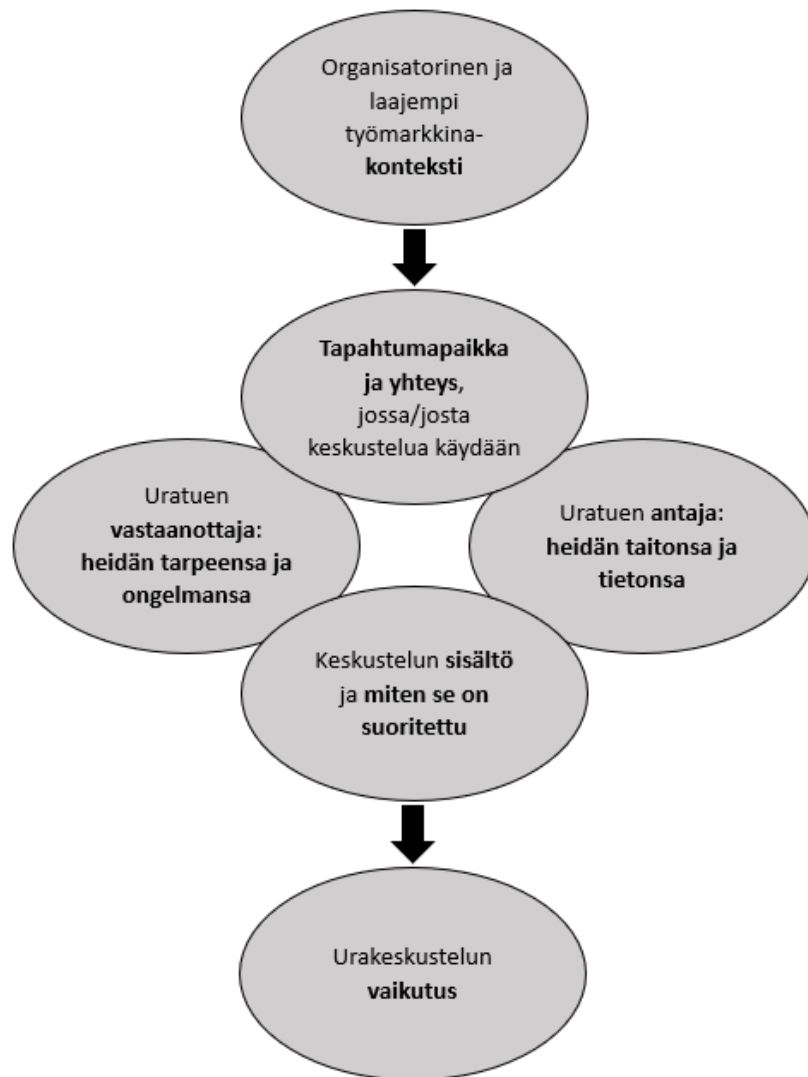 Organisatorinen ja
laajempi
työmarkkina-
konteksti
Tapahtumapaikka
ja yhteys,
jossa/josta
keskustelua käydään
Uratuen
vastaanottaja:
heidän tarpeensa ja
ongelmansa
Uratuen antaja:
heidän taitonsa ja
tietonsa
Keskustelun sisältö
ja miten se on
suoritettu
Urakeskustelun
vaikutus